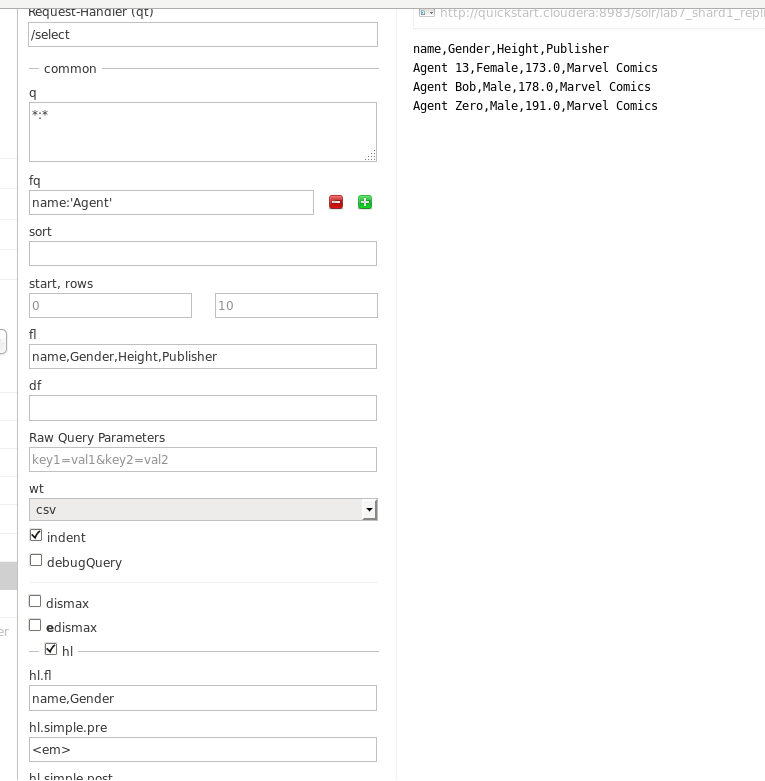 Request-Handler (qt)
/select
common
q
*:*
fq
name:'Agent'
sort
start, rows
0
10
fl
name,Gender,Height,Publisher
df
Raw Query Parameters
key1=val1&key2=val2
wt
csv
indent
debugQuery
dismax
edismax
er
hl
hl.fl
name,Gender
hl.simple.pre
<em>
hl.simple.post
http://quickstart.cloudera:8983/solr/lab7_shard1_repli
name,Gender,Height,Publisher
Agent 13,Female,173.0,Marvel Comics
Agent Bob,Male,178.0,Marvel Comics
Agent Zero,Male,191.0,Marvel Comics